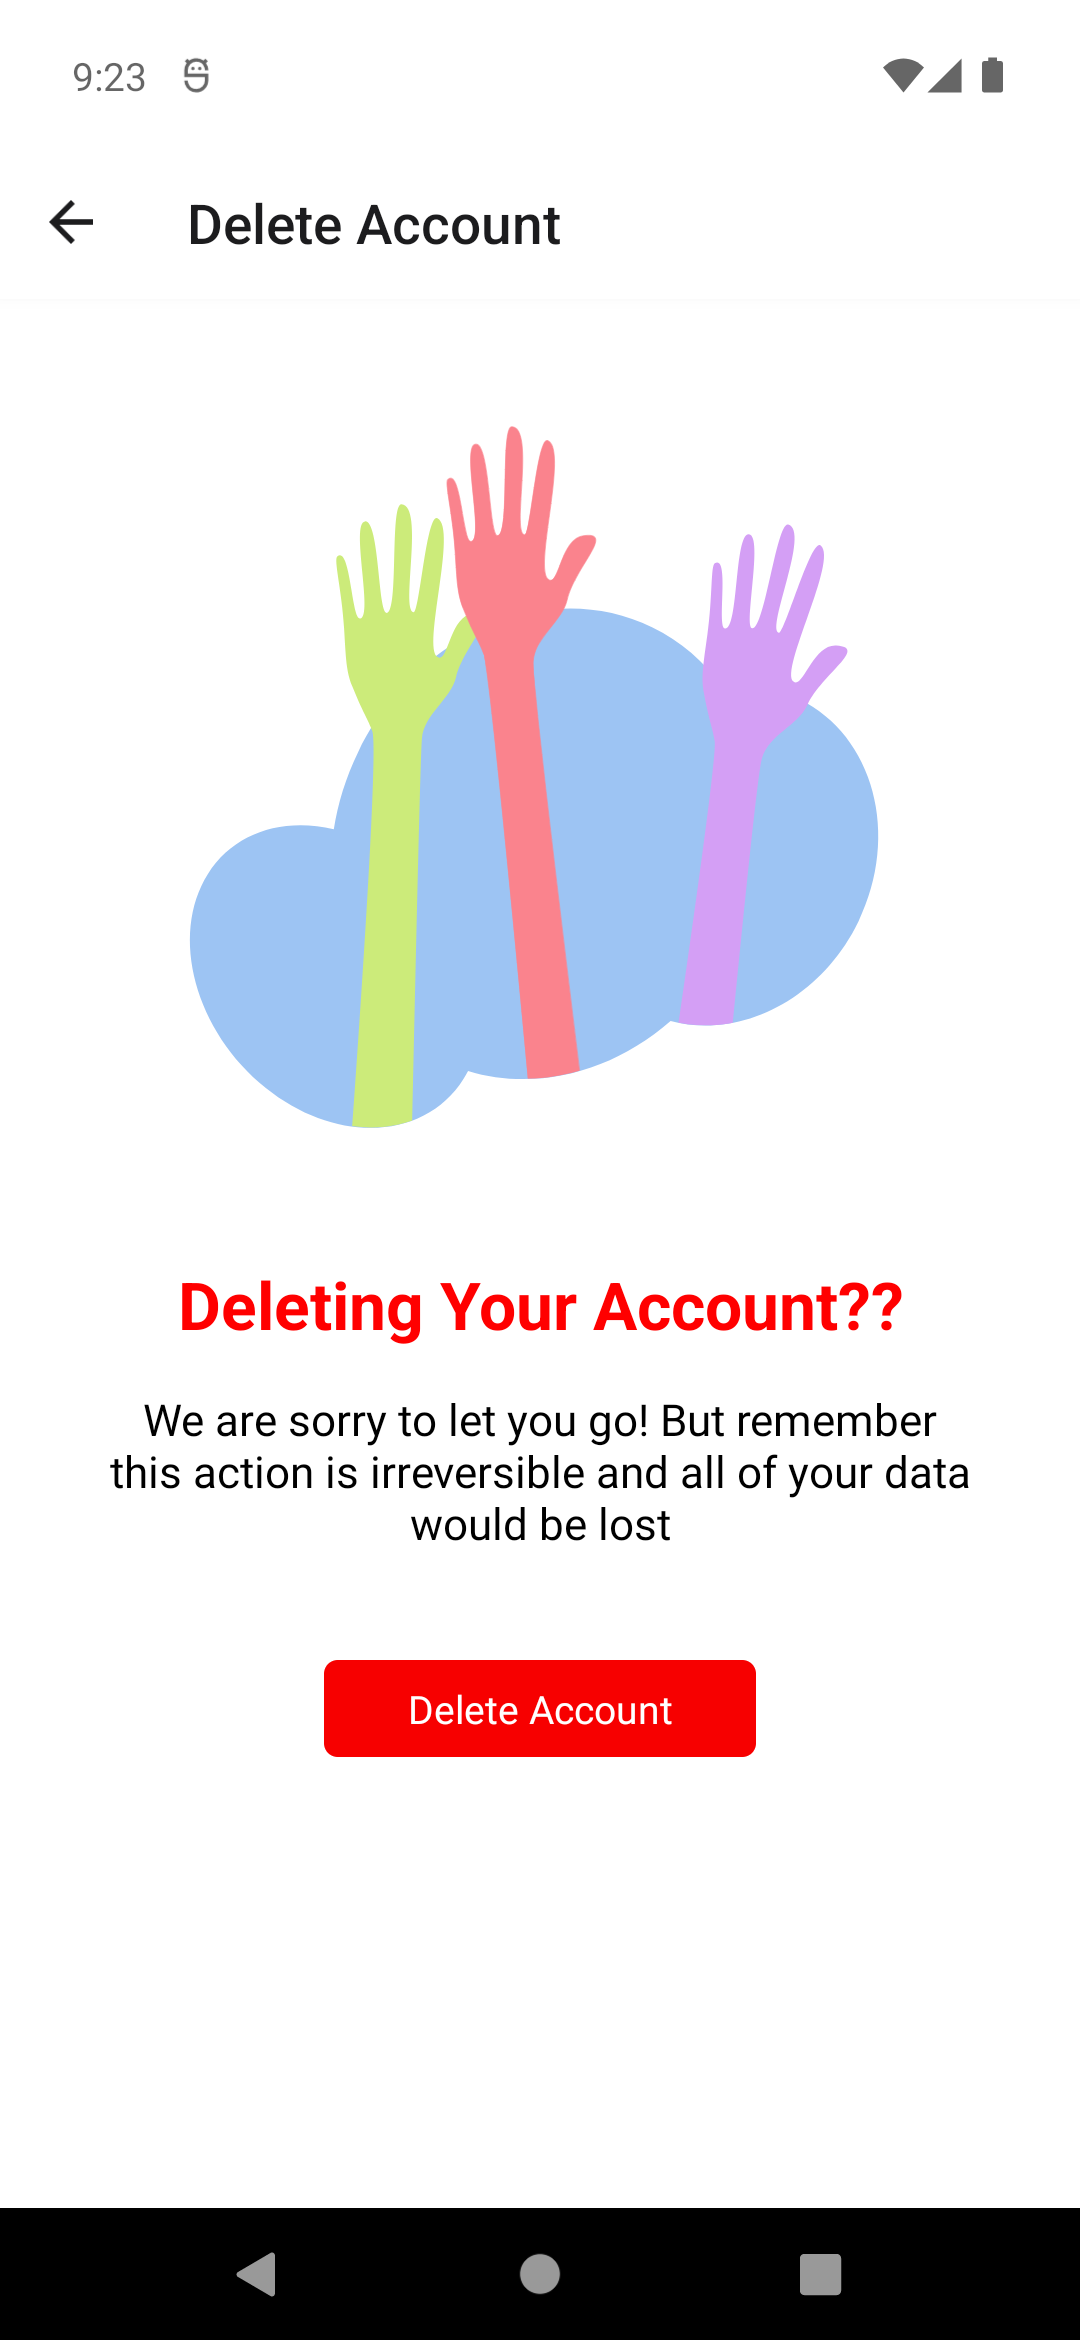 9:23
Delete Account
Deleting Your Account??
We are sorry to let you go! But remember
this action is irreversible and all of your data
would be lost
Delete Account